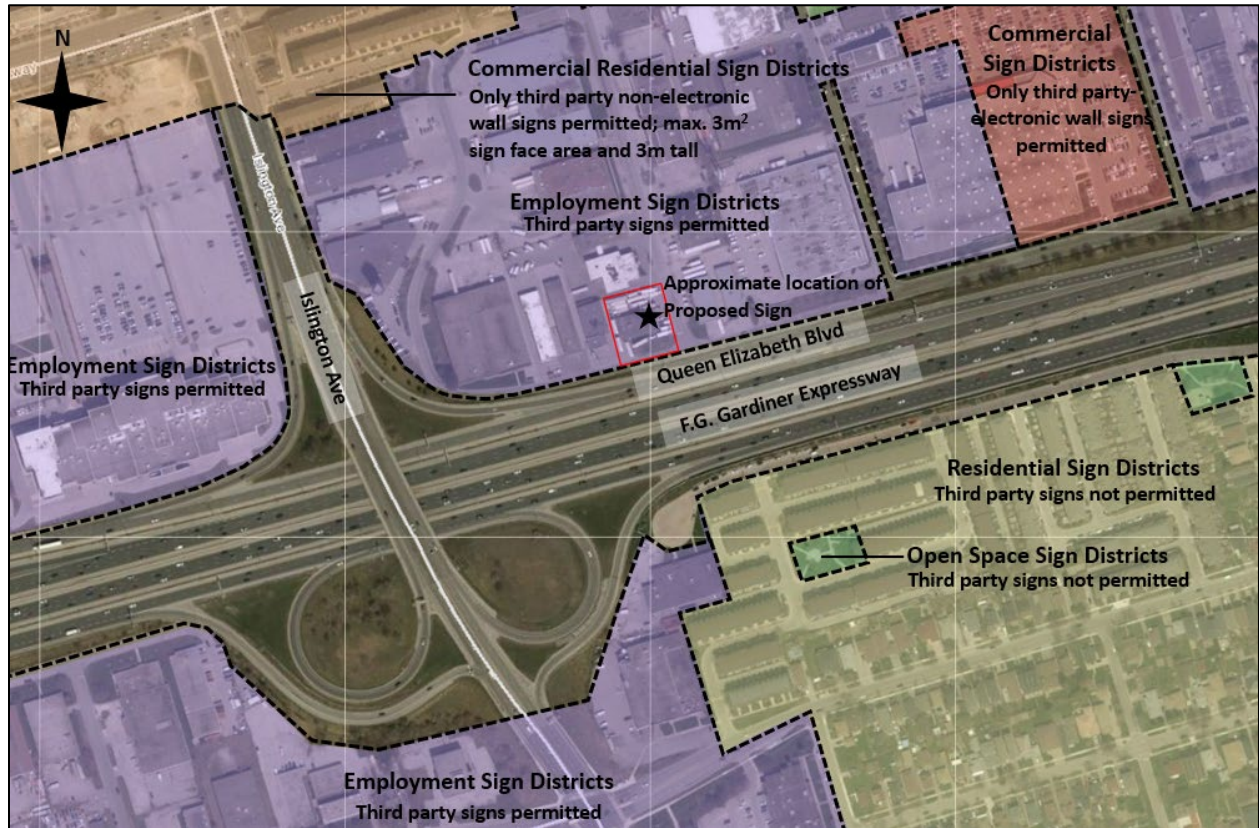 N
way
Islington Ave
Commercial Residential Sign Districts
Only third party non-electronic
wall signs permitted; max. 3m²
sign face area and 3m tall
Commercial
Sign Districts
Only third party-
electronic wall signs
permitted
Employment Sign Districts
Third party signs permitted
Approximate location of
Proposed Sign
Islington Ave
Queen Elizabeth Blvd
F.G. Gardiner Expressway
Employment Sign Districts
Third party signs permitted
Residential Sign Districts
Third party signs not permitted
Open Space Sign Districts
Third party signs not permitted
Employment Sign Districts
Third party signs permitted